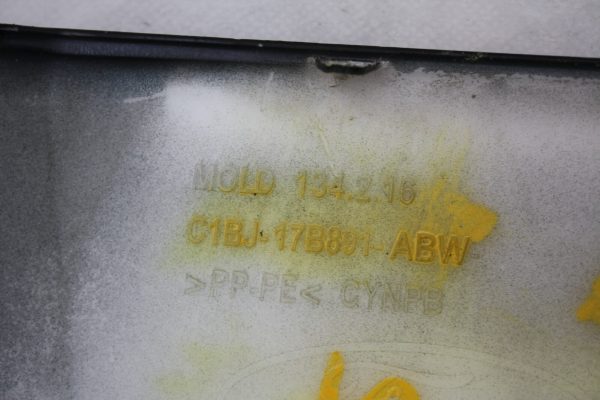 MOLD 134.2.16
C1BJ-17B891-ABW
>PP-PE< CYNPB